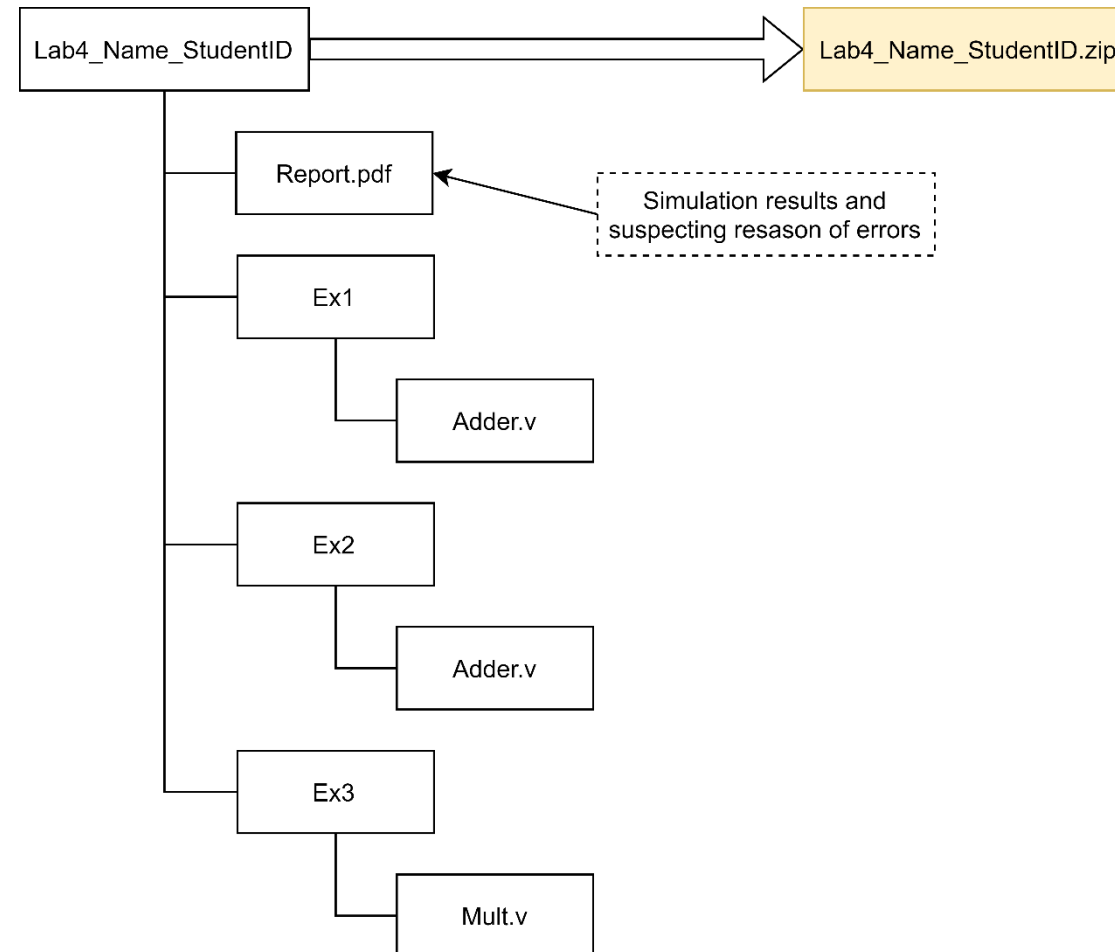 Lab4_Name_StudentID
Lab4_Name_StudentID.zip
Report.pdf
Simulation results and
suspecting resason of errors
Ex1
Adder.v
Ex2
Adder.v
Ex3
Mult.v